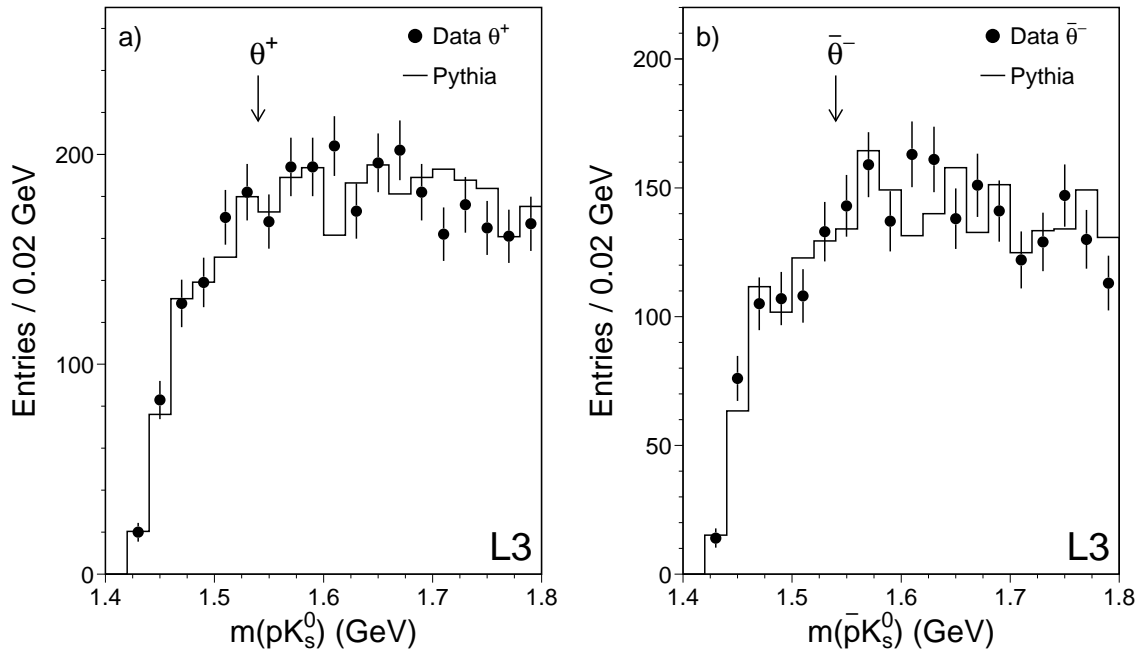 a)
Data θ⁺
Pythia
θ⁺
Entries / 0.02 GeV
200
100
0
L3
1.4 1.5 1.6 1.7 1.8
m(pK⁰ₛ) (GeV)
b)
Data θ̄⁻
Pythia
θ̄⁻
Entries / 0.02 GeV
200
150
100
50
0
L3
1.4 1.5 1.6 1.7 1.8
m(p̄K⁰ₛ) (GeV)